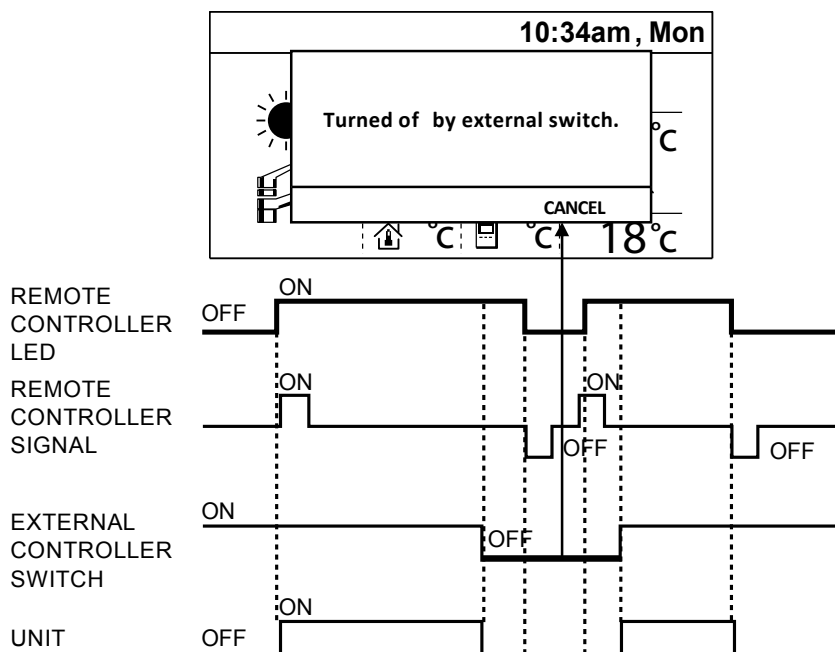 10:34am, Mon
Turned of by external switch.
°C
CANCEL
°C
°C
18°C
REMOTE
CONTROLLER
LED
OFF
ON
REMOTE
CONTROLLER
SIGNAL
ON
OFF
ON
OFF
EXTERNAL
CONTROLLER
SWITCH
ON
OFF
UNIT
OFF
ON